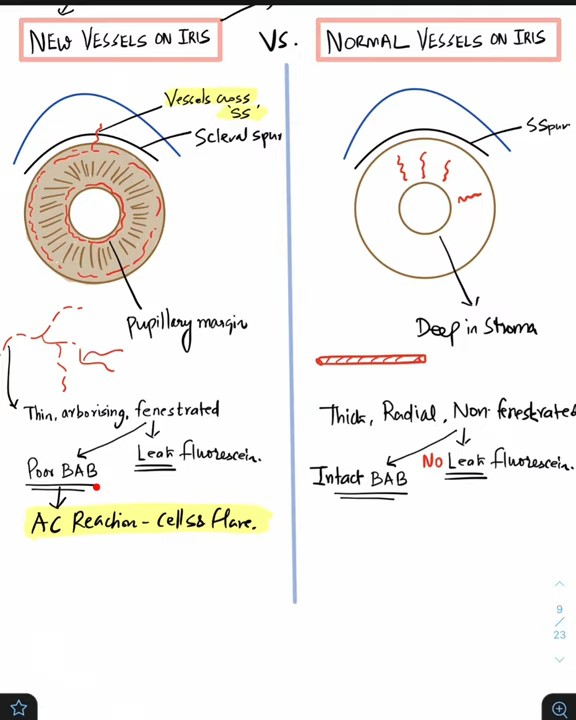 NEW VESSELS ON IRIS
VS.
NORMAL VESSELS ON IRIS
Vessels cross
'SS'
Scleral spur
Pupillary margin
Thin, arborising, fenestrated
Leak fluorescein.
Poor BAB
AC Reaction - Cells & flare.
SSpur
Deep in Stroma
Thick, Radial, Non-fenestrated
No Leak fluorescein.
Intact BAB
9
/
23